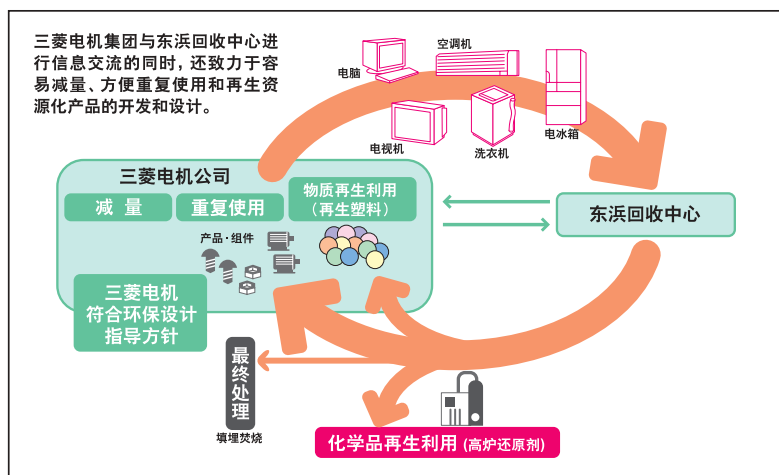 三菱电机集团与东浜回收中心进
行信息交流的同时,还致力于容
易减量、方便重复使用和再生资
源化产品的开发和设计。
电脑
空调机
电视机
洗衣机
电冰箱
三菱电机公司
减 量
重复使用
物质再生利用
(再生塑料)
产品·组件
东浜回收中心
三菱电机
符合环保设计
指导方针
最终处理
填埋焚烧
化学品再生利用 (高炉还原剂)